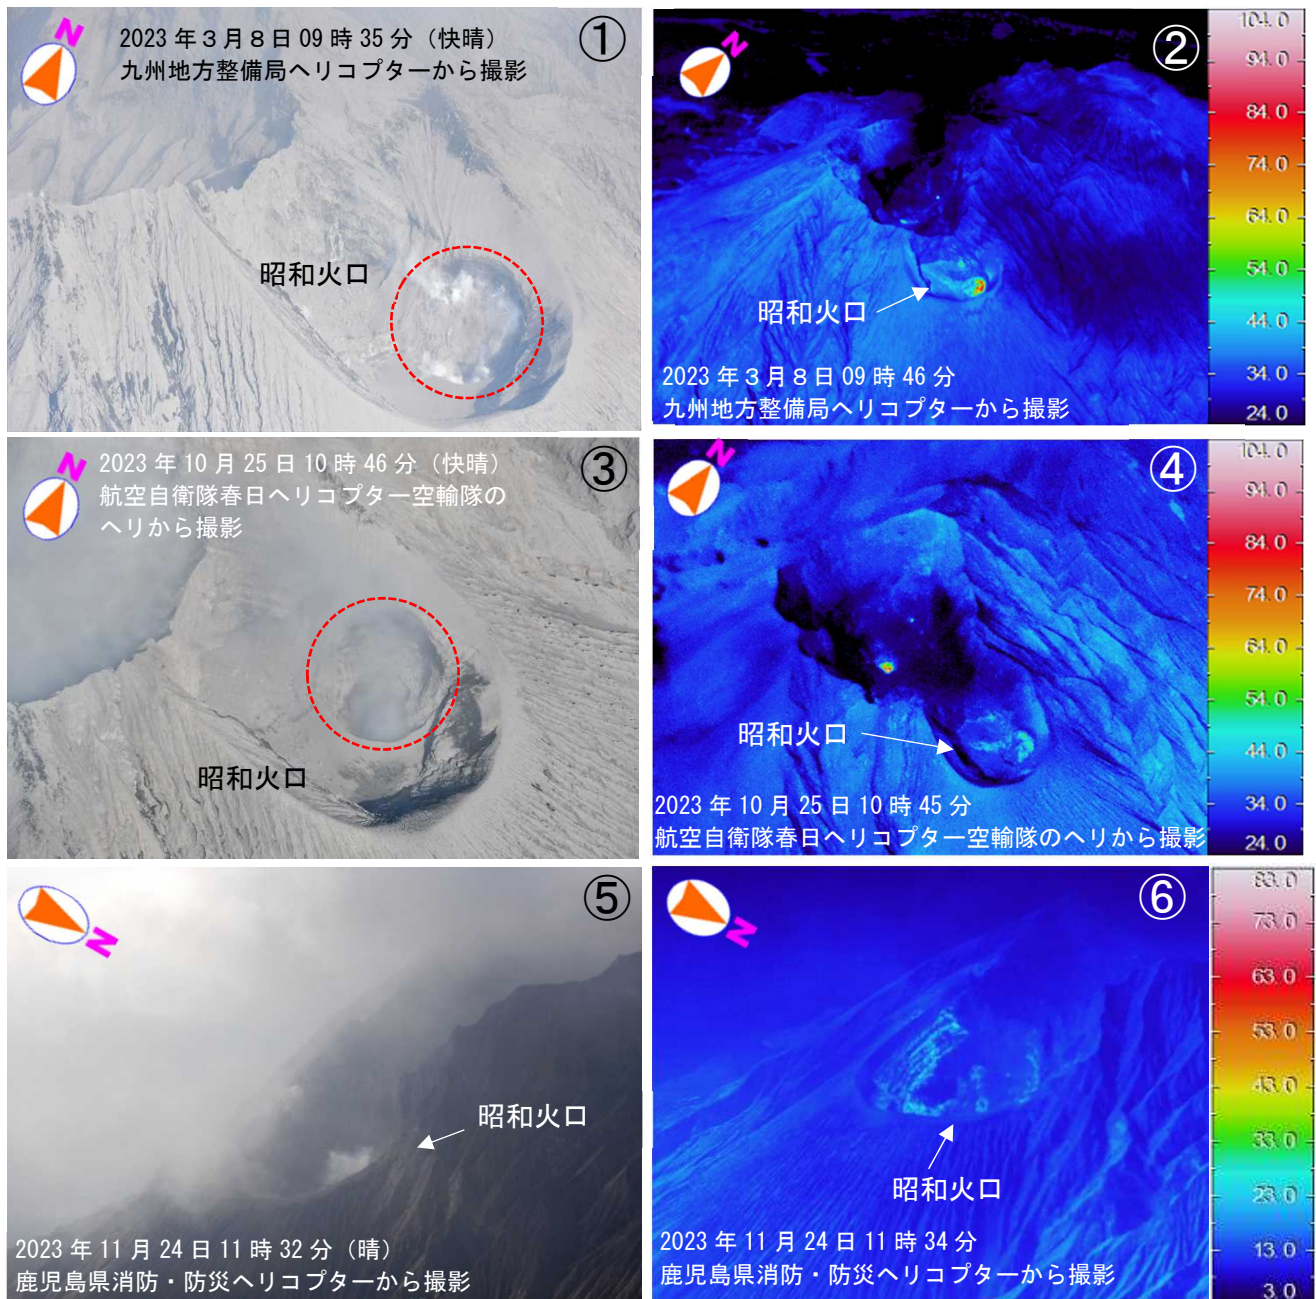 N
2023 年 3 月 8 日 09 時 35 分（快晴）
九州地方整備局ヘリコプターから撮影
①
昭和火口
N
②
104.0
94.0
84.0
74.0
64.0
54.0
44.0
34.0
24.0
昭和火口
2023 年 3 月 8 日 09 時 46 分
九州地方整備局ヘリコプターから撮影
N
2023 年 10 月 25 日 10 時 46 分（快晴）
航空自衛隊春日ヘリコプター空輸隊の
ヘリから撮影
③
昭和火口
N
④
104.0
94.0
84.0
74.0
64.0
54.0
44.0
34.0
24.0
昭和火口
2023 年 10 月 25 日 10 時 45 分
航空自衛隊春日ヘリコプター空輸隊のヘリから撮影
N
⑤
昭和火口
2023 年 11 月 24 日 11 時 32 分（晴）
鹿児島県消防・防災ヘリコプターから撮影
N
⑥
83.0
73.0
63.0
53.0
43.0
33.0
23.0
13.0
3.0
昭和火口
2023 年 11 月 24 日 11 時 34 分
鹿児島県消防・防災ヘリコプターから撮影